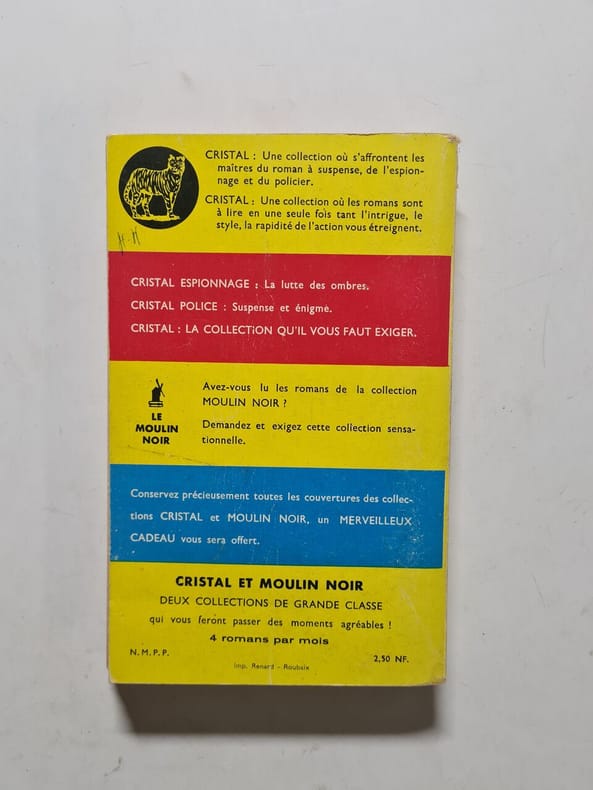 CRISTAL : Une collection où s'affrontent les
maîtres du roman à suspense, de l'espion-
nage et du policier.
CRISTAL : Une collection où les romans sont
à lire en une seule fois tant l'intrigue, le
style, la rapidité de l'action vous étreignent.
CRISTAL ESPIONNAGE : La lutte des ombres.
CRISTAL POLICE : Suspense et énigme.
CRISTAL : LA COLLECTION QU'IL VOUS FAUT EXIGER.
LE
MOULIN
NOIR
Avez-vous lu les romans de la collection
MOULIN NOIR ?
Demandez et exigez cette collection sensa-
tionnelle.
Conservez précieusement toutes les couvertures des collec-
tions CRISTAL et MOULIN NOIR, un MERVEILLEUX
CADEAU vous sera offert.
CRISTAL ET MOULIN NOIR
DEUX COLLECTIONS DE GRANDE CLASSE
qui vous feront passer des moments agréables !
4 romans par mois
N. M. P. P.
2,50 NF.
Imp. Renard - Roubaix